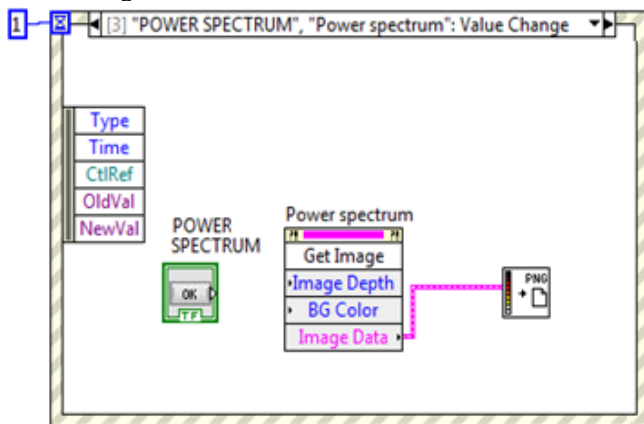 1
[3] "POWER SPECTRUM", "Power spectrum": Value Change
Type
Time
CtlRef
OldVal
NewVal
POWER
SPECTRUM
OK
TF
Power spectrum
Get Image
Image Depth
BG Color
Image Data
PNG